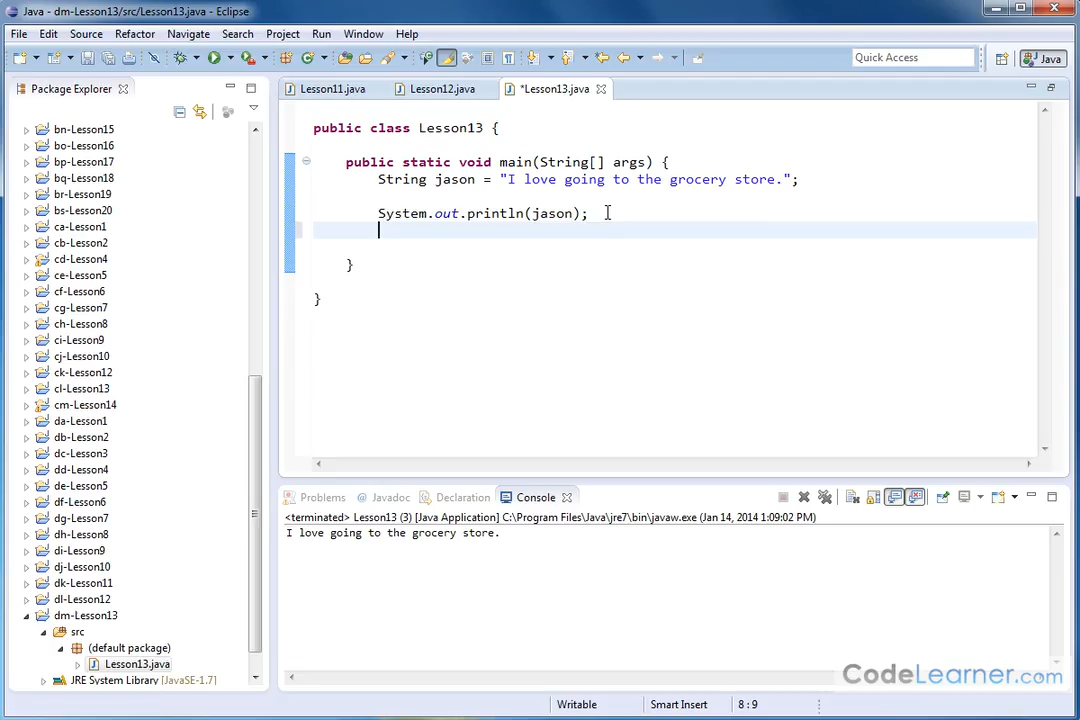 Java - dm-Lesson13/src/Lesson13.java - Eclipse
File Edit Source Refactor Navigate Search Project Run Window Help
Quick Access
Java
Package Explorer
Lesson11.java Lesson12.java *Lesson13.java
bn-Lesson15
bo-Lesson16
bp-Lesson17
bq-Lesson18
br-Lesson19
bs-Lesson20
ca-Lesson1
cb-Lesson2
cd-Lesson4
ce-Lesson5
cf-Lesson6
cg-Lesson7
ch-Lesson8
ci-Lesson9
cj-Lesson10
ck-Lesson12
cl-Lesson13
cm-Lesson14
da-Lesson1
db-Lesson2
dc-Lesson3
dd-Lesson4
de-Lesson5
df-Lesson6
dg-Lesson7
dh-Lesson8
di-Lesson9
dj-Lesson10
dk-Lesson11
dl-Lesson12
dm-Lesson13
src
(default package)
Lesson13.java
JRE System Library [JavaSE-1.7]
public class Lesson13 {
public static void main(String[] args) {
String jason = "I love going to the grocery store.";
System.out.println(jason);
}
}
Problems @ Javadoc Declaration Console
<terminated> Lesson13 (3) [Java Application] C:\Program Files\Java\jre7\bin\javaw.exe (Jan 14, 2014 1:09:02 PM)
I love going to the grocery store.
CodeLearner.com
Writable Smart Insert 8 : 9